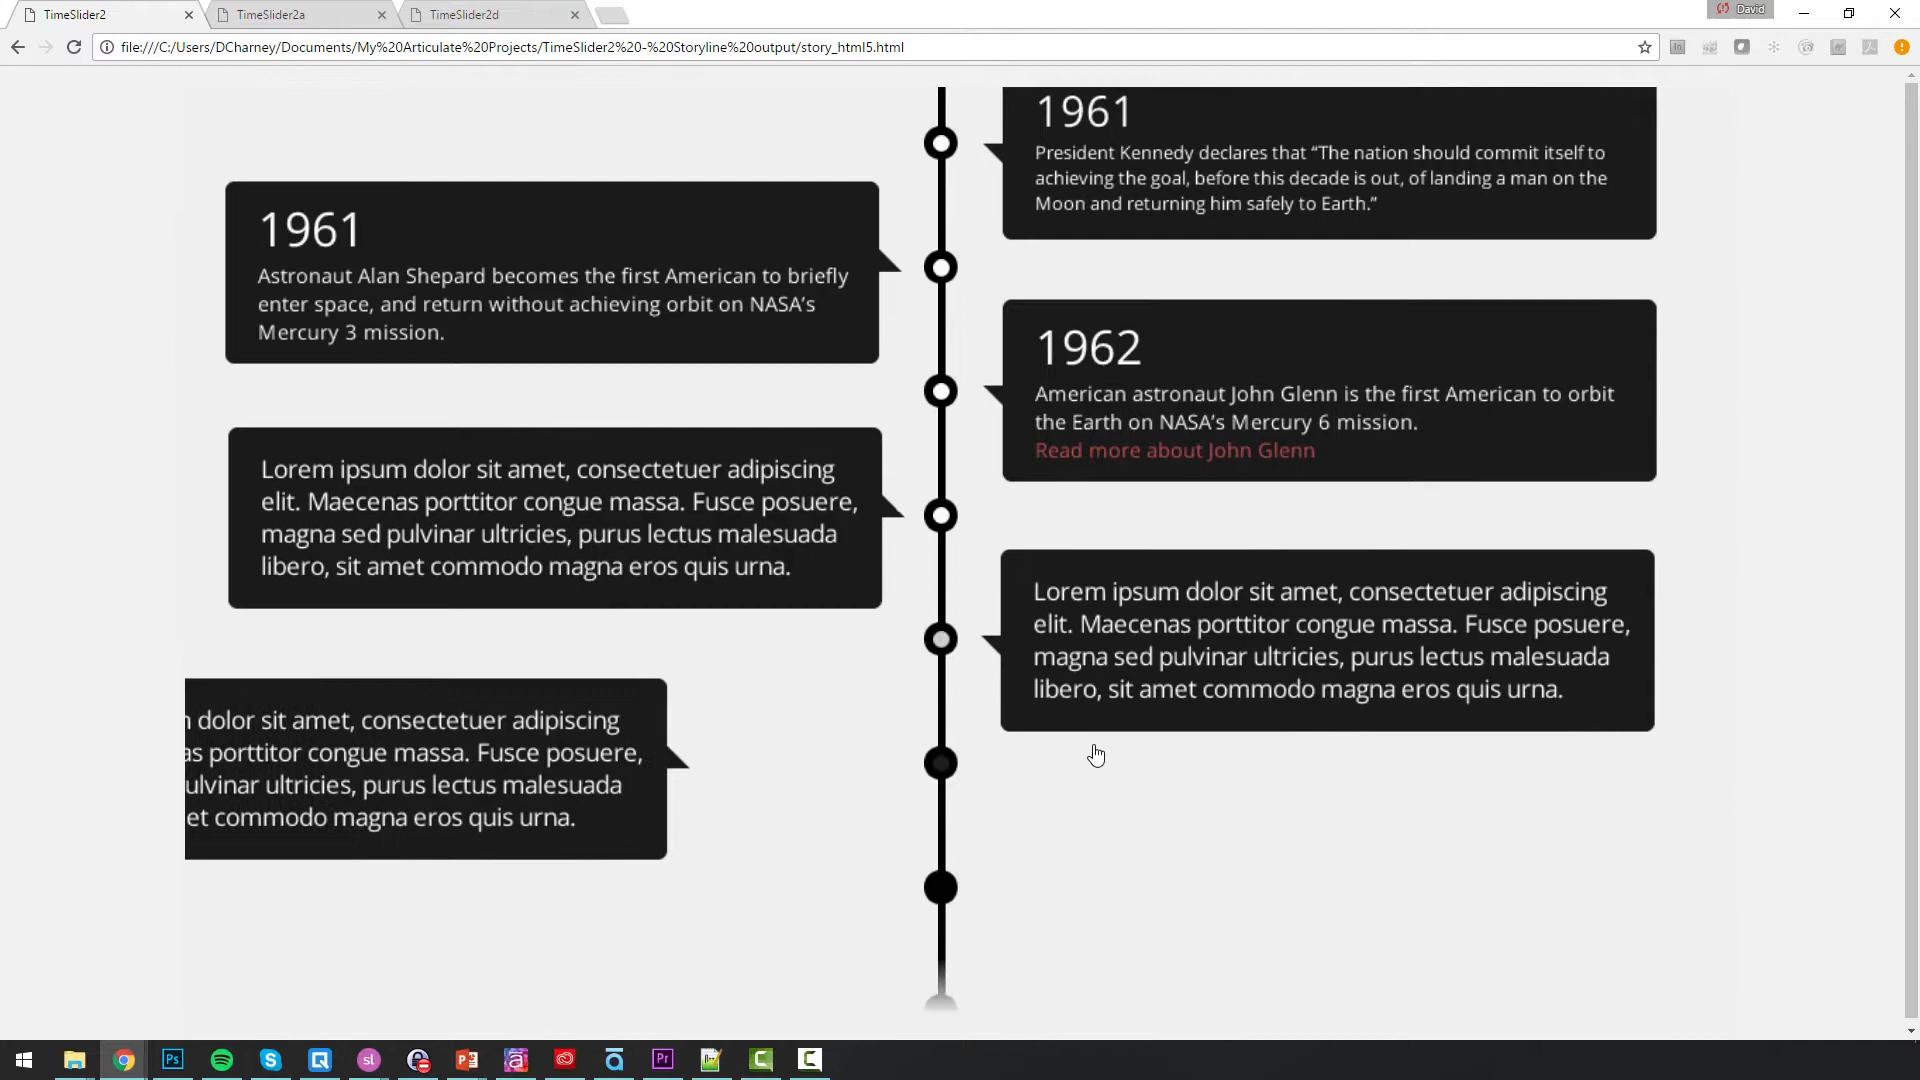 TimeSlider2
TimeSlider2a
TimeSlider2d
David
file:///C:/Users/DCharney/Documents/My%20Articulate%20Projects/TimeSlider2%20-%20Storyline%20output/story_html5.html
1961
President Kennedy declares that “The nation should commit itself to
achieving the goal, before this decade is out, of landing a man on the
Moon and returning him safely to Earth.”
1961
Astronaut Alan Shepard becomes the first American to briefly
enter space, and return without achieving orbit on NASA’s
Mercury 3 mission.
1962
American astronaut John Glenn is the first American to orbit
the Earth on NASA’s Mercury 6 mission.
Read more about John Glenn
Lorem ipsum dolor sit amet, consectetuer adipiscing
elit. Maecenas porttitor congue massa. Fusce posuere,
magna sed pulvinar ultricies, purus lectus malesuada
libero, sit amet commodo magna eros quis urna.
Lorem ipsum dolor sit amet, consectetuer adipiscing
elit. Maecenas porttitor congue massa. Fusce posuere,
magna sed pulvinar ultricies, purus lectus malesuada
libero, sit amet commodo magna eros quis urna.
dolor sit amet, consectetuer adipiscing
as porttitor congue massa. Fusce posuere,
ulvinar ultricies, purus lectus malesuada
et commodo magna eros quis urna.
Ps
sl
Pr